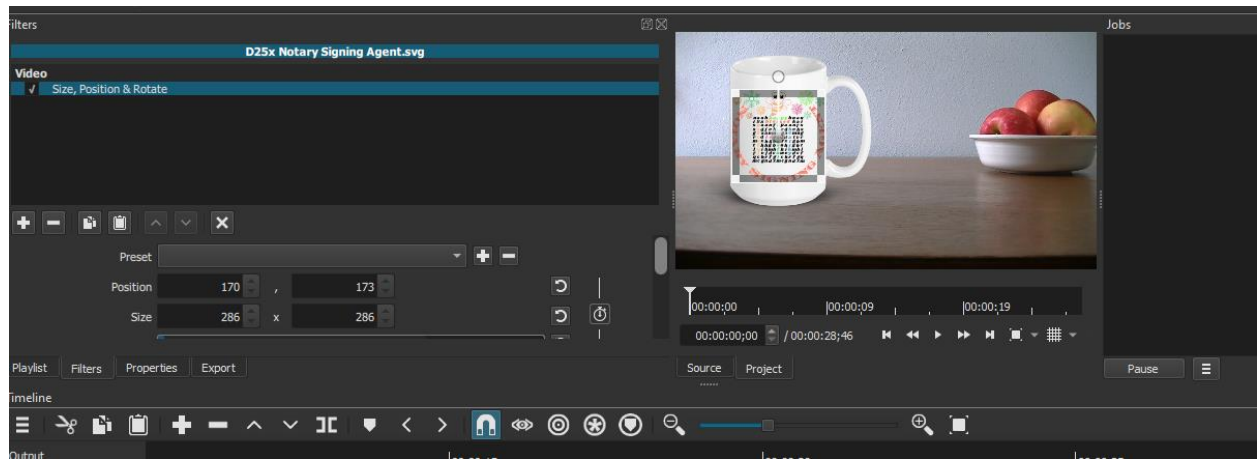 Filters
D25x Notary Signing Agent.svg
Video
Size, Position & Rotate
Preset
Position 170 , 173
Size 286 x 286
Playlist Filters Properties Export
Jobs
00:00:00 00:00:09 00:00:19
00:00:00;00 / 00:00:28;46
Source Project
Pause
Timeline
Output